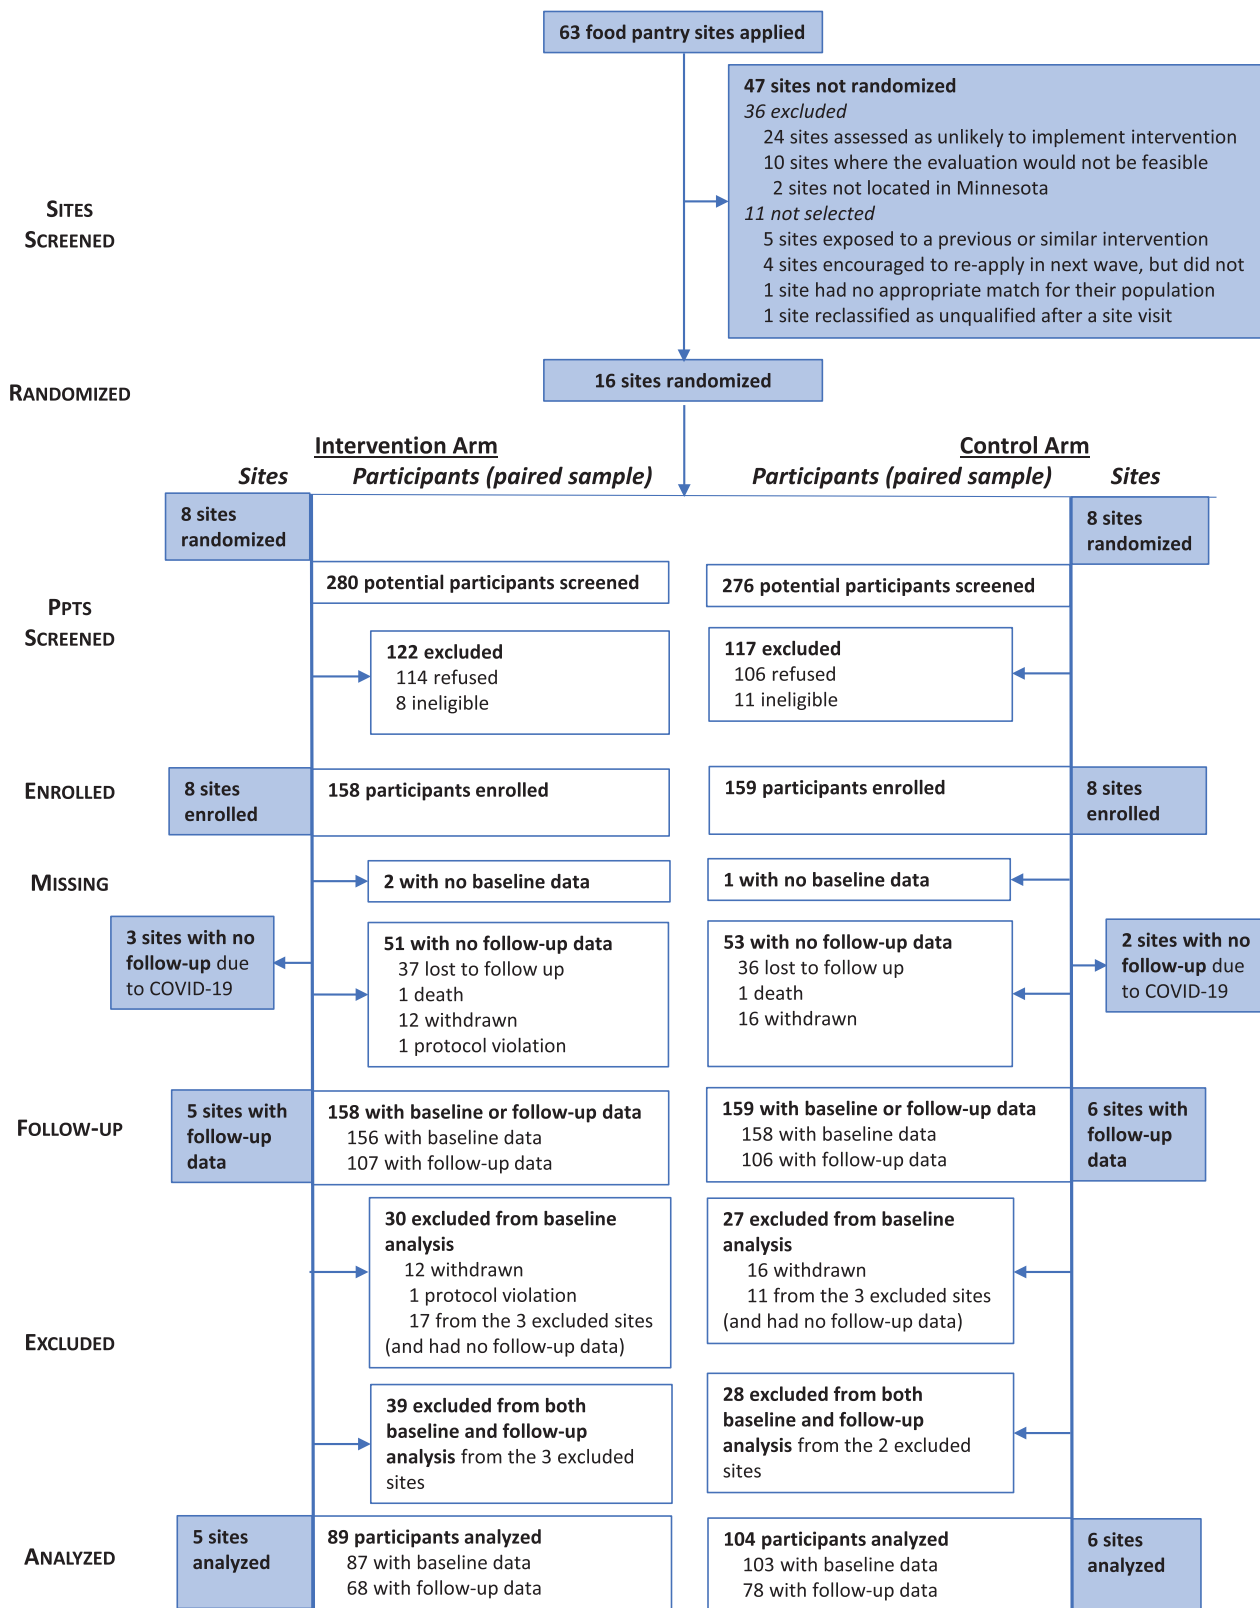 63 food pantry sites applied
47 sites not randomized
36 excluded
24 sites assessed as unlikely to implement intervention
10 sites where the evaluation would not be feasible
2 sites not located in Minnesota
11 not selected
5 sites exposed to a previous or similar intervention
4 sites encouraged to re-apply in next wave, but did not
1 site had no appropriate match for their population
1 site reclassified as unqualified after a site visit
SITES
SCREENED
16 sites randomized
RANDOMIZED
Intervention Arm
Control Arm
Sites
Participants (paired sample)
Participants (paired sample)
Sites
8 sites
randomized
8 sites
randomized
280 potential participants screened
276 potential participants screened
PPTS
SCREENED
122 excluded
114 refused
8 ineligible
117 excluded
106 refused
11 ineligible
ENROLLED
8 sites
enrolled
158 participants enrolled
159 participants enrolled
8 sites
enrolled
MISSING
2 with no baseline data
1 with no baseline data
3 sites with no
follow-up due
to COVID-19
51 with no follow-up data
37 lost to follow up
1 death
12 withdrawn
1 protocol violation
53 with no follow-up data
36 lost to follow up
1 death
16 withdrawn
2 sites with no
follow-up due
to COVID-19
FOLLOW-UP
5 sites with
follow-up
data
158 with baseline or follow-up data
156 with baseline data
107 with follow-up data
159 with baseline or follow-up data
158 with baseline data
106 with follow-up data
6 sites with
follow-up
data
EXCLUDED
30 excluded from baseline
analysis
12 withdrawn
1 protocol violation
17 from the 3 excluded sites
(and had no follow-up data)
27 excluded from baseline
analysis
16 withdrawn
11 from the 3 excluded sites
(and had no follow-up data)
39 excluded from both
baseline and follow-up
analysis from the 3 excluded
sites
28 excluded from both
baseline and follow-up
analysis from the 2 excluded
sites
ANALYZED
5 sites
analyzed
89 participants analyzed
87 with baseline data
68 with follow-up data
104 participants analyzed
103 with baseline data
78 with follow-up data
6 sites
analyzed